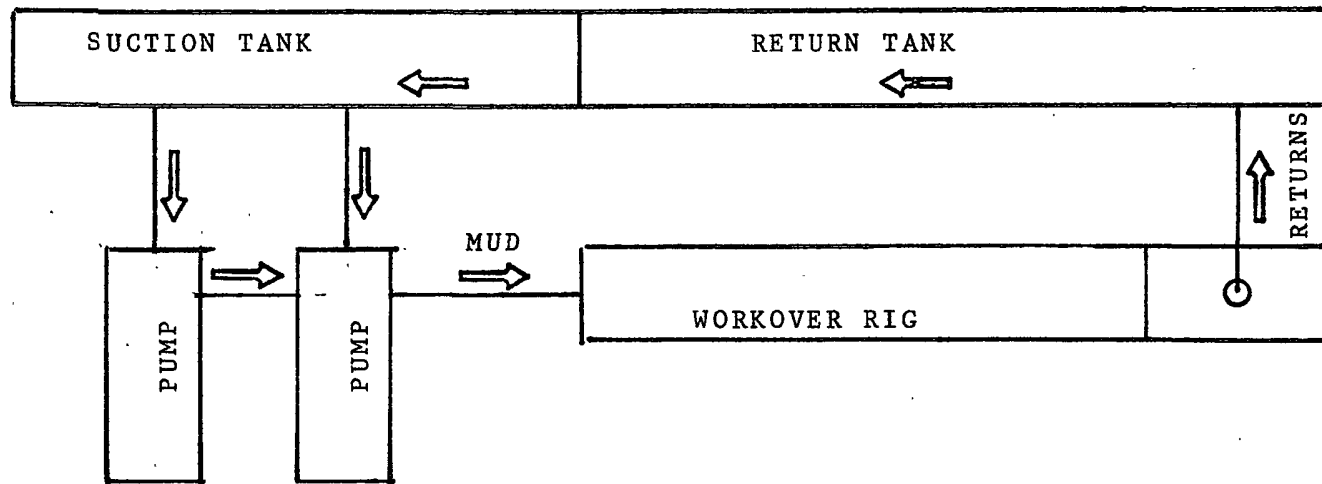 SUCTION TANK
RETURN TANK
RETURNS
MUD
PUMP
PUMP
WORKOVER RIG